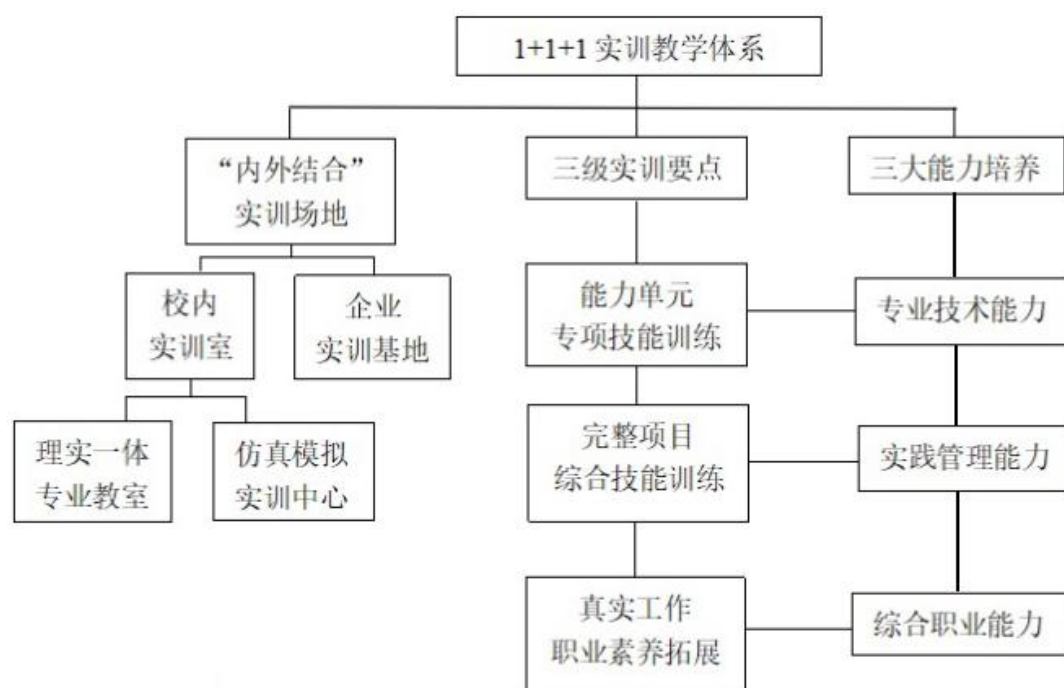 1+1+1 实训教学体系
“内外结合”
实训场地
三级实训要点
三大能力培养
校内
实训室
企业
实训基地
能力单元
专项技能训练
专业技术能力
理实一体
专业教室
仿真模拟
实训中心
完整项目
综合技能训练
实践管理能力
真实工作
职业素养拓展
综合职业能力